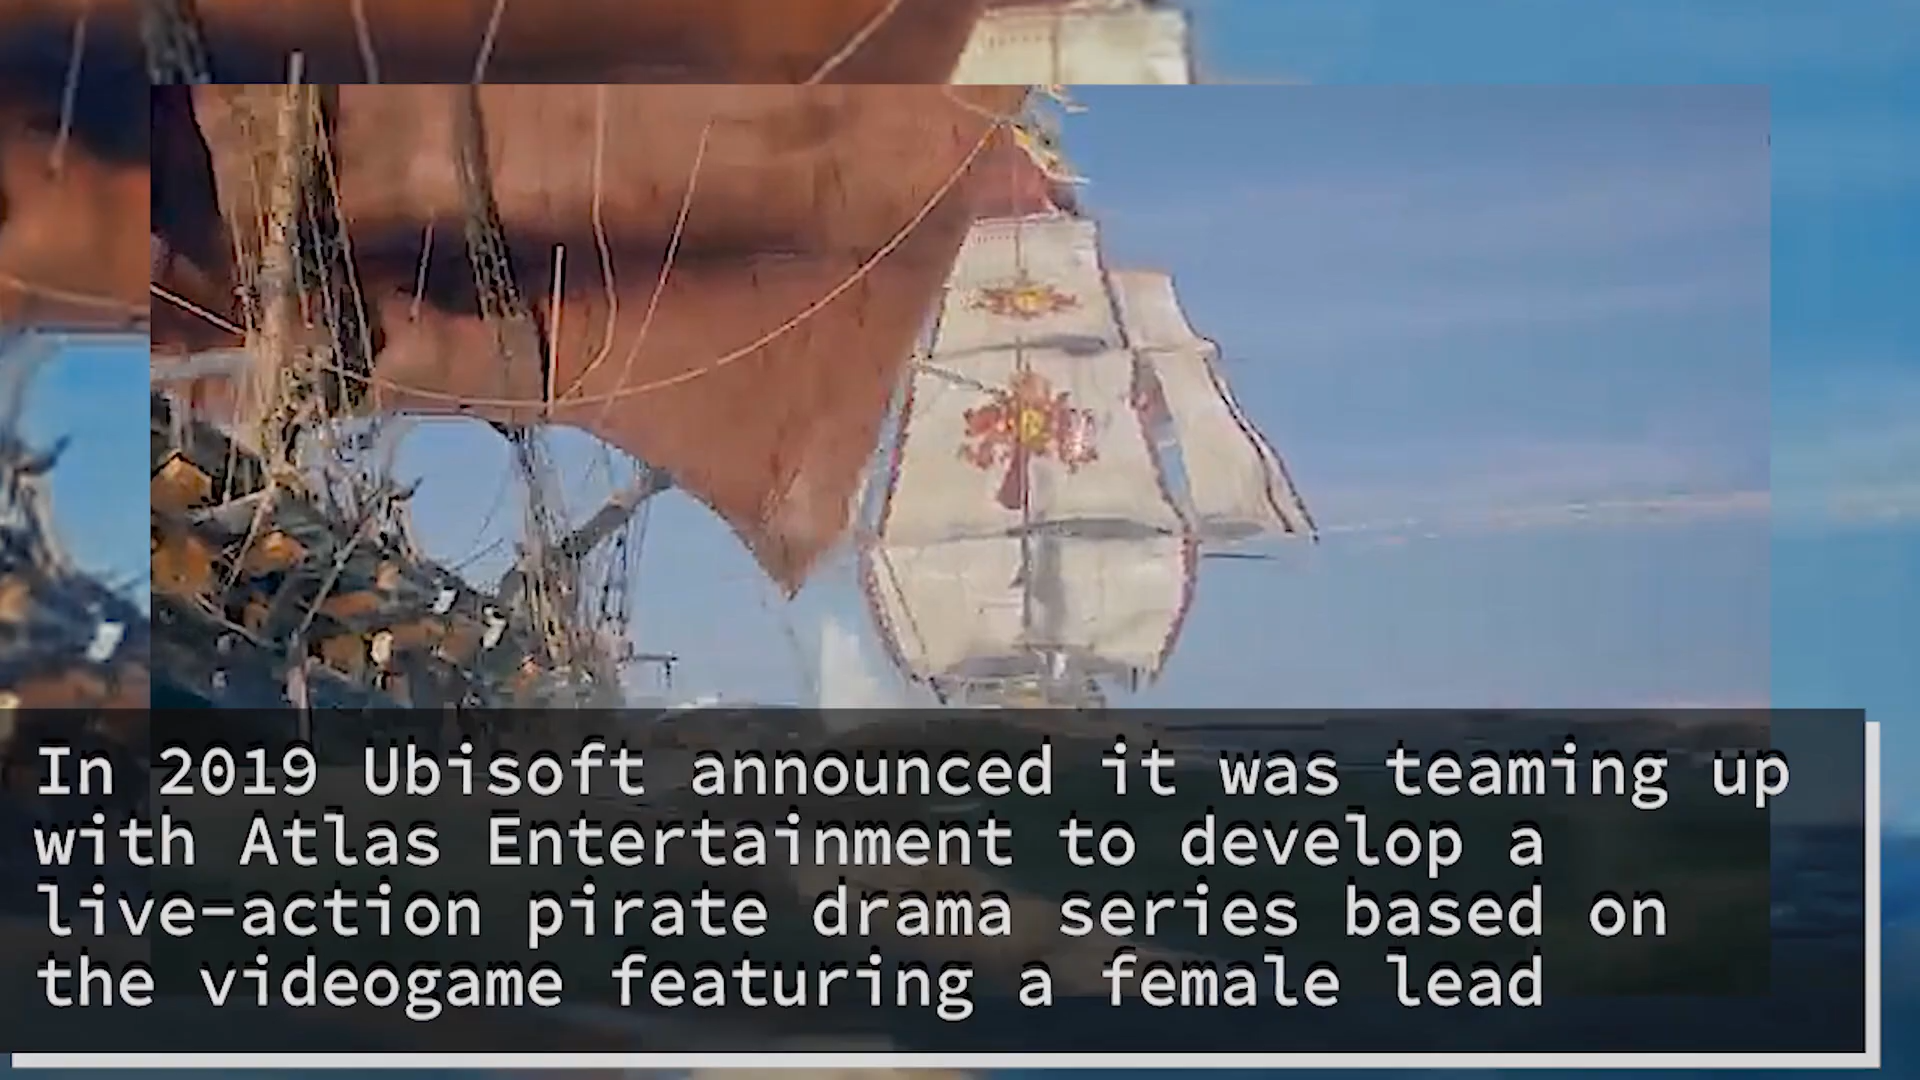 In 2019 Ubisoft announced it was teaming up
with Atlas Entertainment to develop a
live-action pirate drama series based on
the videogame featuring a female lead